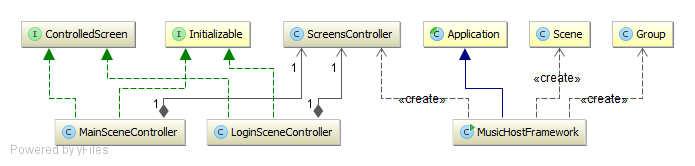 I ControlledScreen
I Initializable
C ScreensController
C Application
C Scene
C Group
1
1
«create»
«create»
«create»
1
1
C MainSceneController
C LoginSceneController
C MusicHostFramework
Powered by yFiles